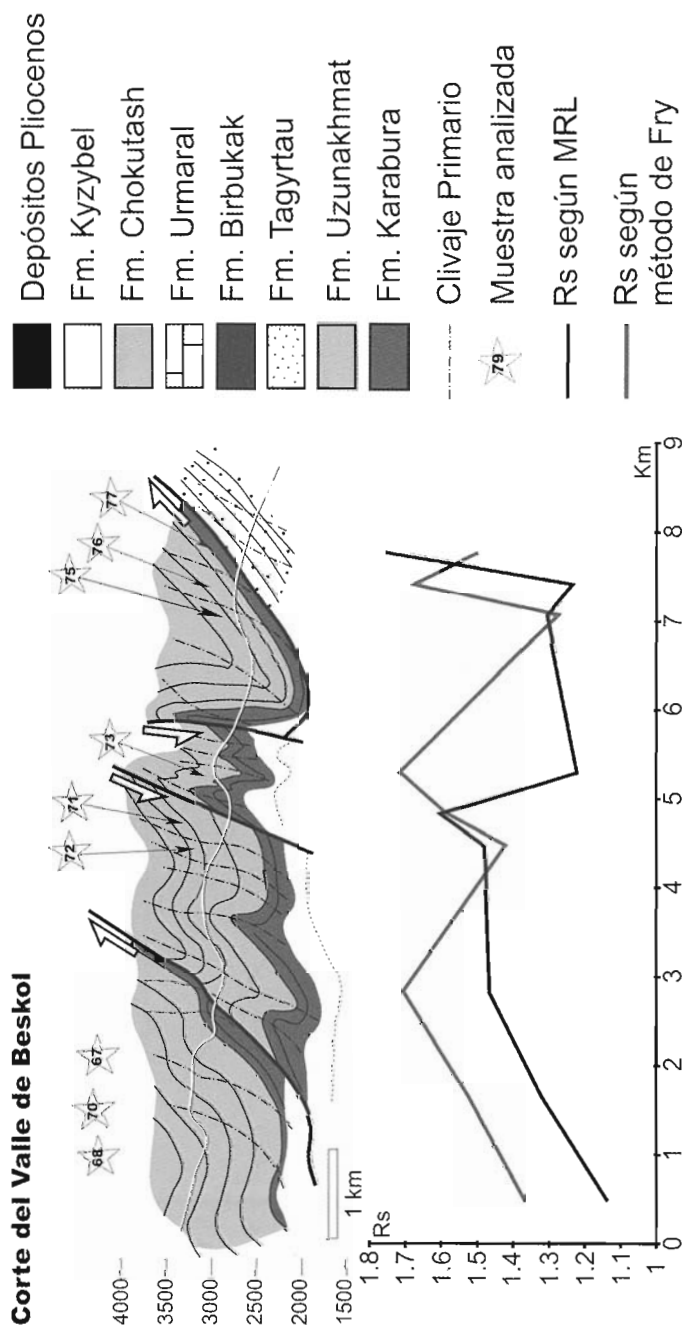 Corte del Valle de Beskol
4000
3500
3000
2500
2000
1500
1 km
68
70
67
72
71
73
75
76
77
Rs
1.8
1.7
1.6
1.5
1.4
1.3
1.2
1.1
1
0
1
2
3
4
5
6
7
8
9
Km
Depósitos Pliocenos
Fm. Kyzybel
Fm. Chokutash
Fm. Urmaral
Fm. Birbukak
Fm. Tagyrtau
Fm. Uzunakhmat
Fm. Karabura
Clivaje Primario
79
Muestra analizada
Rs según MRL
Rs según
método de Fry